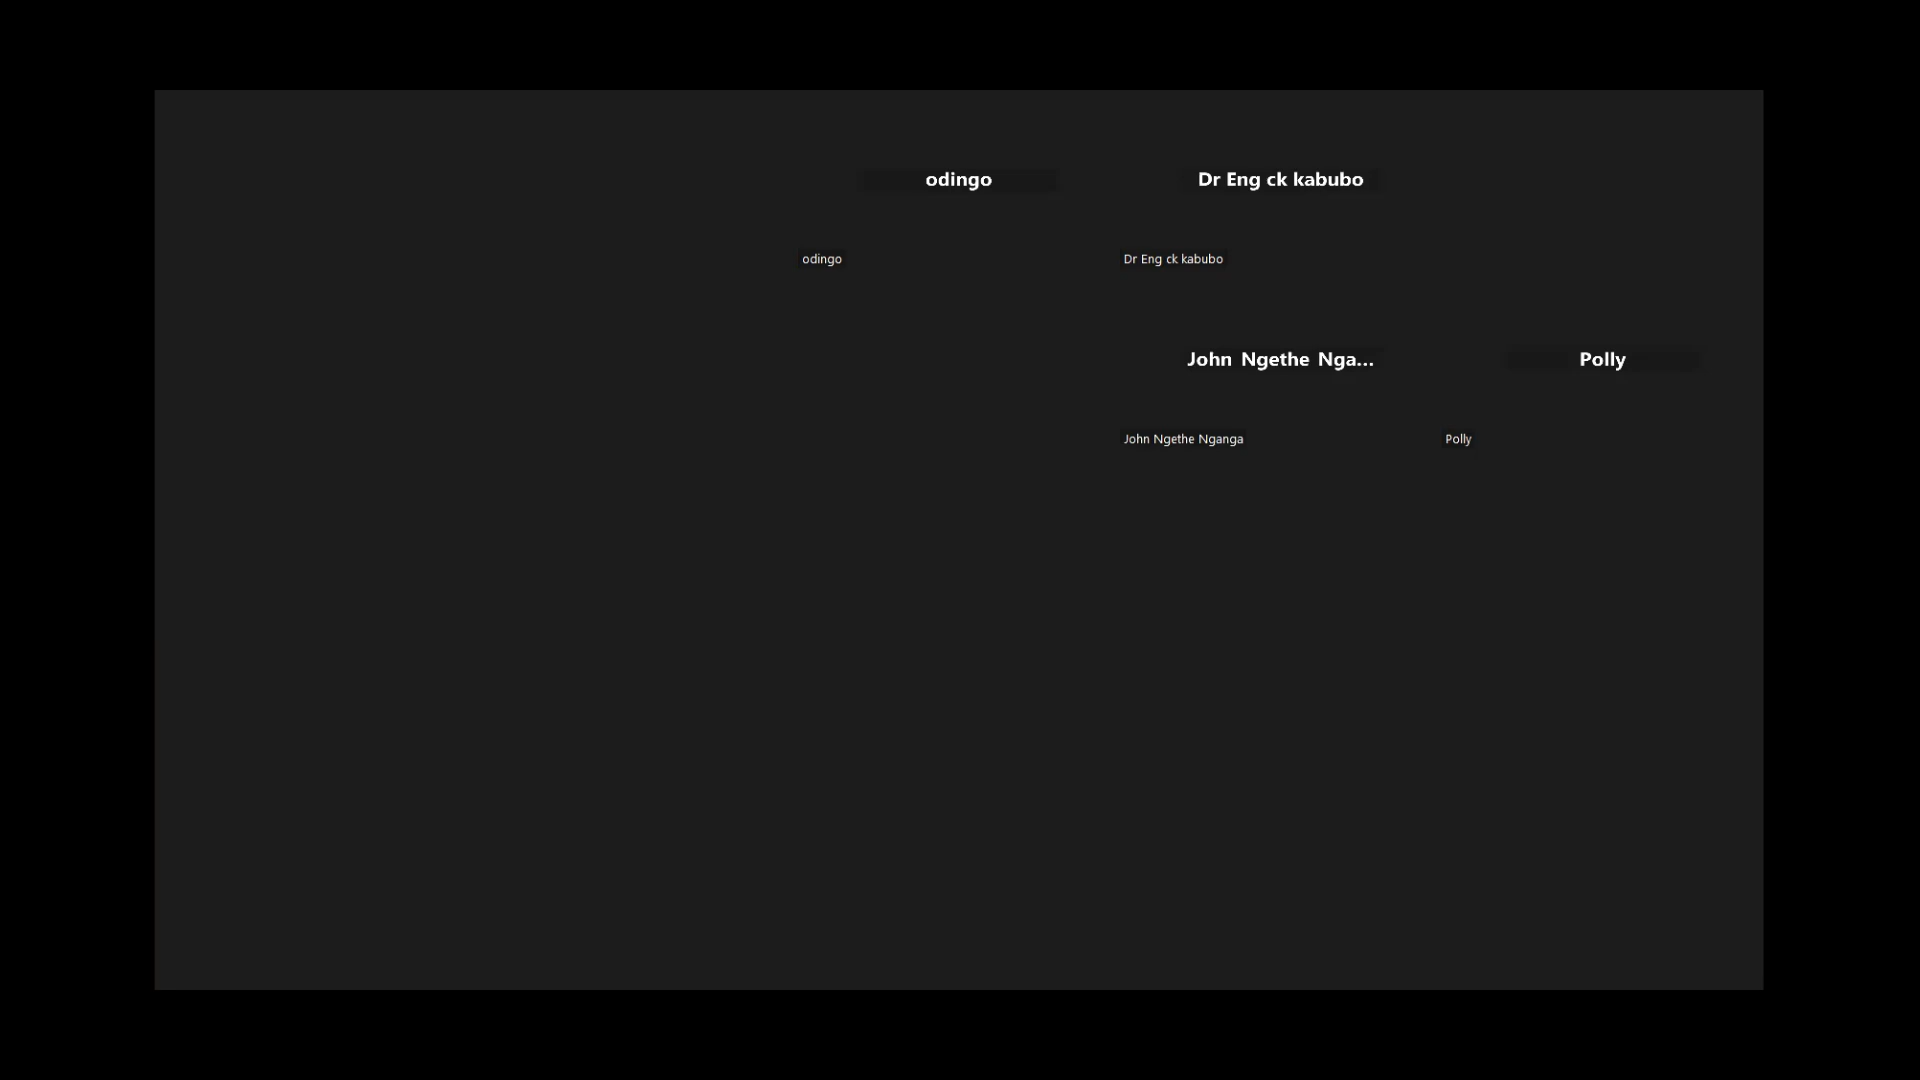 odingo
Dr Eng ck kabubo
odingo
Dr Eng ck kabubo
John Ngethe Nga...
Polly
John Ngethe Nganga
Polly